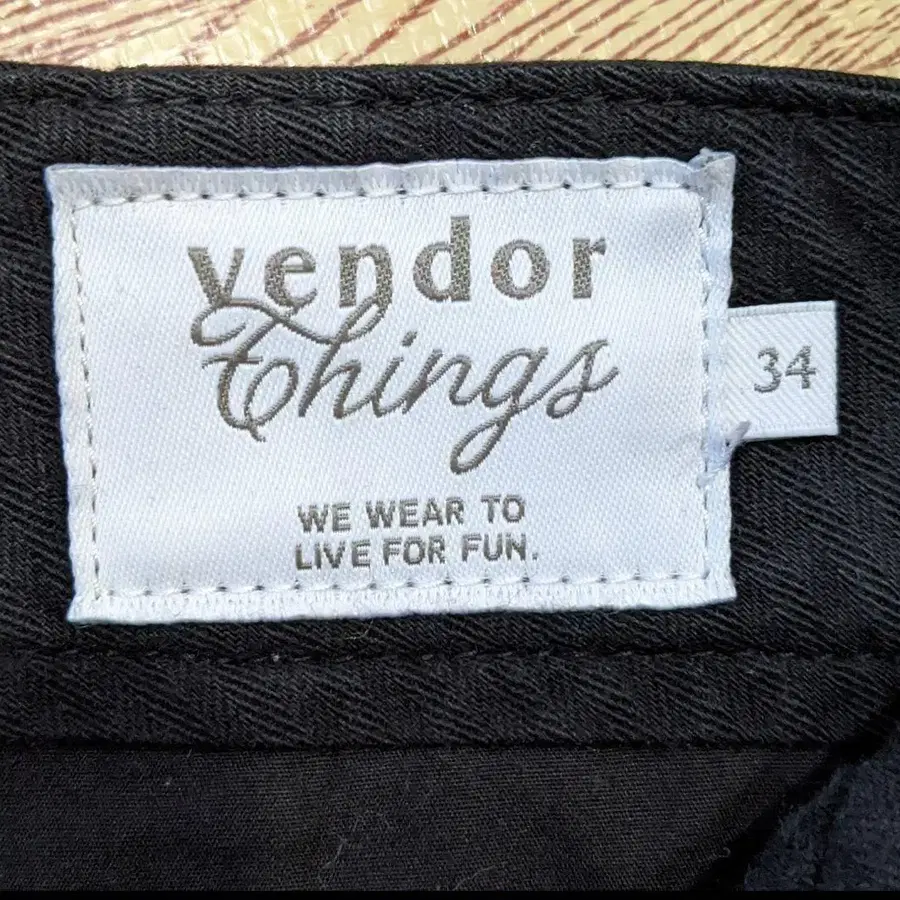 vendor
Things
34
WE WEAR TO
LIVE FOR FUN.